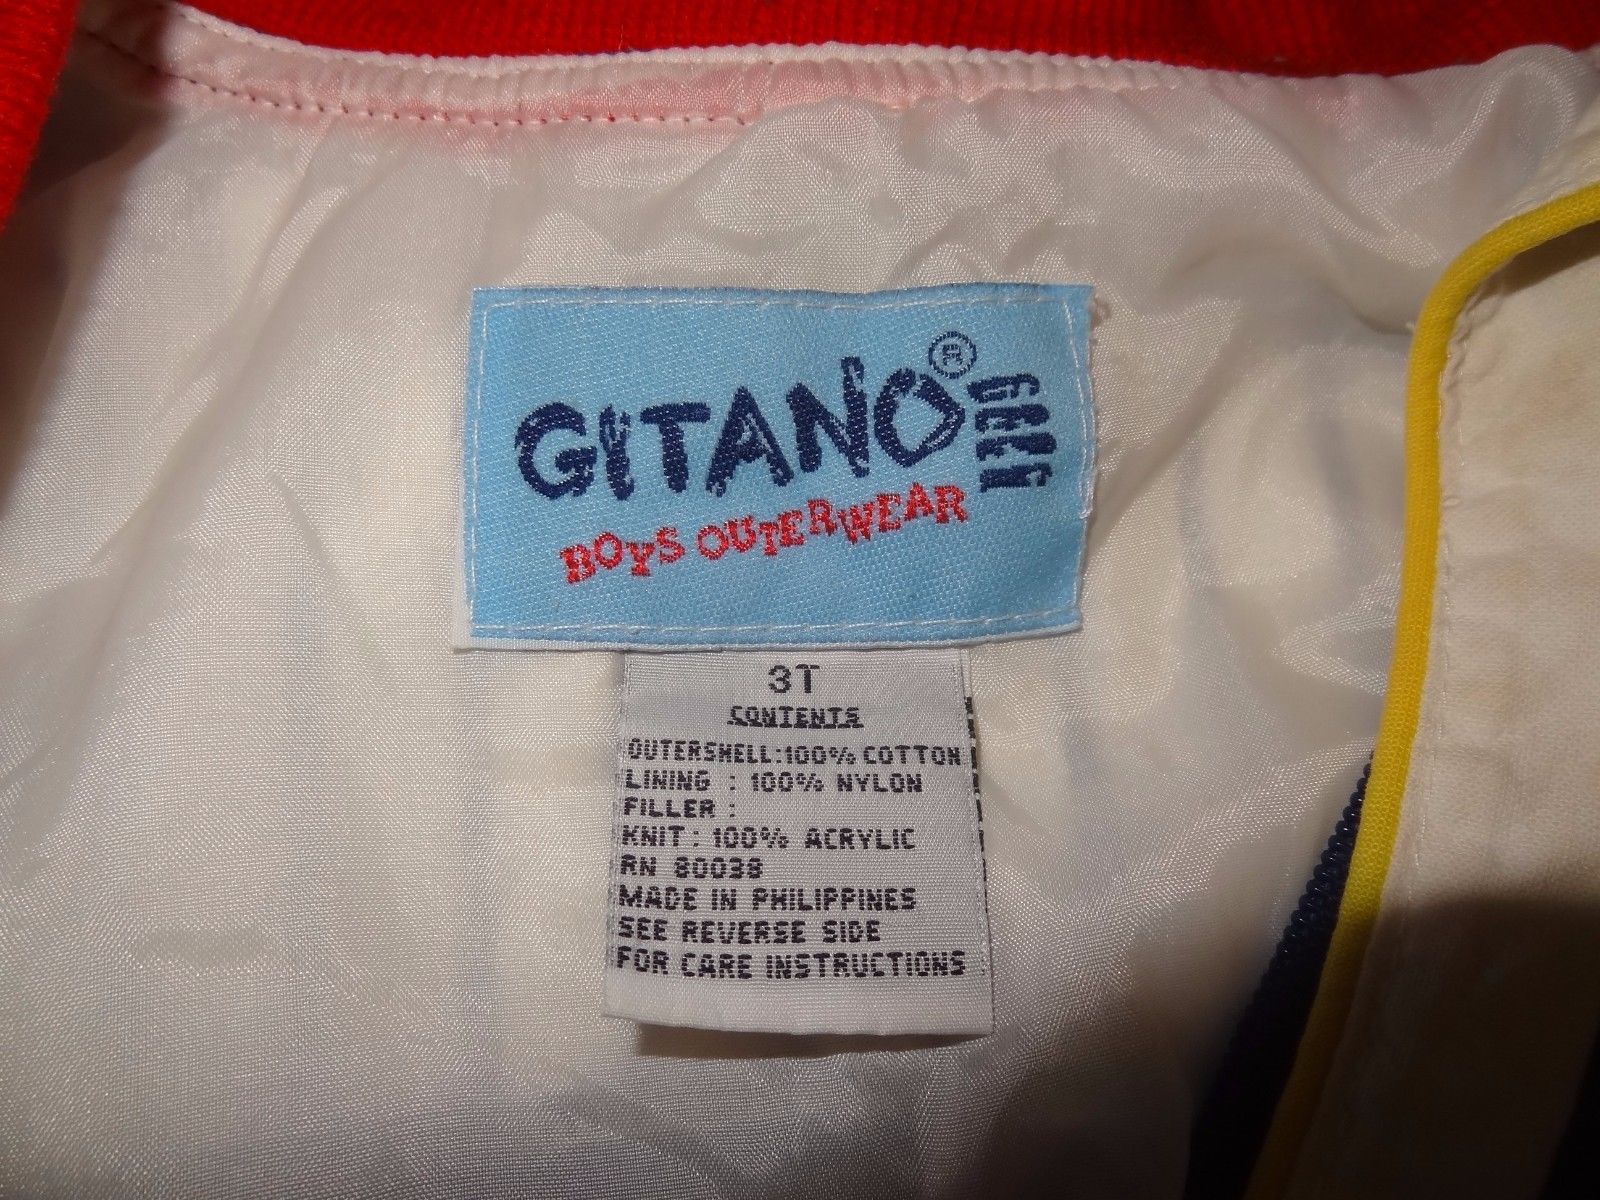 GITANO® GEEQ
BOYS OUTERWEAR
3T
CONTENTS
OUTERSHELL:100% COTTON
LINING : 100% NYLON
FILLER :
KNIT : 100% ACRYLIC
RN 80038
MADE IN PHILIPPINES
SEE REVERSE SIDE
FOR CARE INSTRUCTIONS